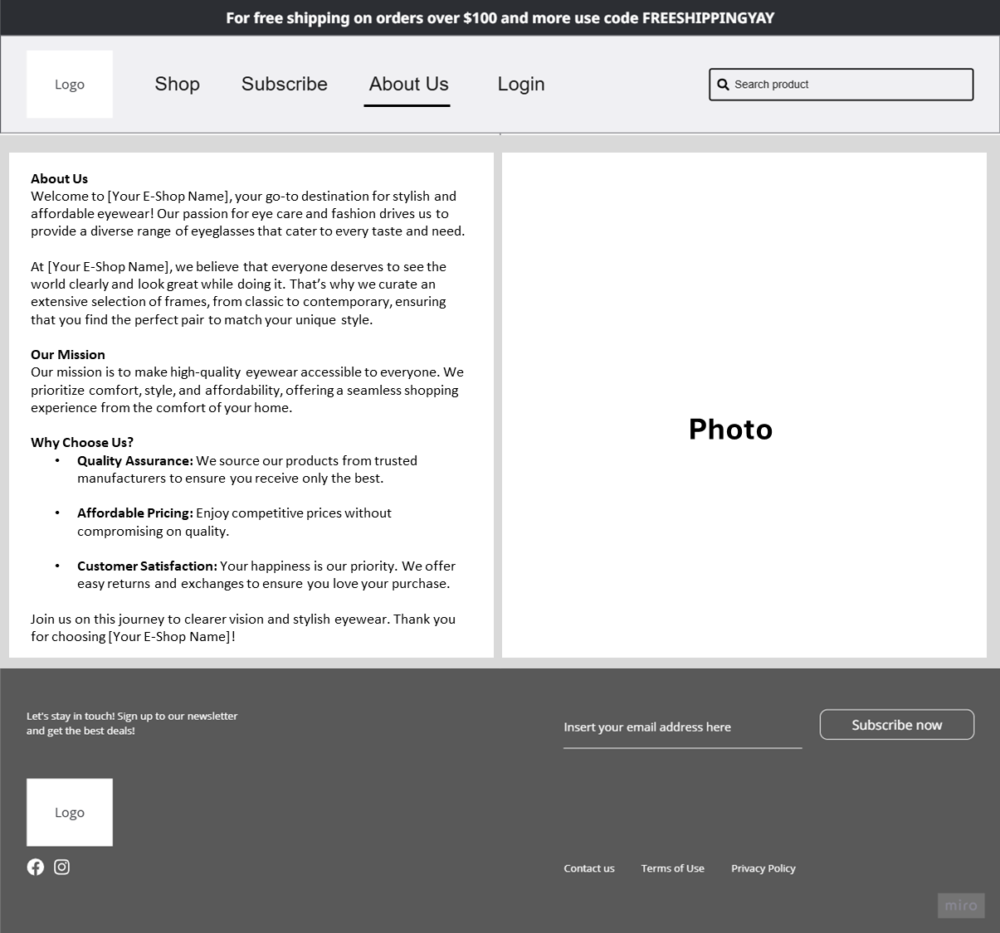 For free shipping on orders over $100 and more use code FREESHIPPINGYAY
Logo
Shop
Subscribe
About Us
Login
Search product
About Us
Welcome to [Your E-Shop Name], your go-to destination for stylish and
affordable eyewear! Our passion for eye care and fashion drives us to
provide a diverse range of eyeglasses that cater to every taste and need.
At [Your E-Shop Name], we believe that everyone deserves to see the
world clearly and look great while doing it. That’s why we curate an
extensive selection of frames, from classic to contemporary, ensuring
that you find the perfect pair to match your unique style.
Our Mission
Our mission is to make high-quality eyewear accessible to everyone. We
prioritize comfort, style, and affordability, offering a seamless shopping
experience from the comfort of your home.
Why Choose Us?
• Quality Assurance: We source our products from trusted
manufacturers to ensure you receive only the best.
• Affordable Pricing: Enjoy competitive prices without
compromising on quality.
• Customer Satisfaction: Your happiness is our priority. We offer
easy returns and exchanges to ensure you love your purchase.
Join us on this journey to clearer vision and stylish eyewear. Thank you
for choosing [Your E-Shop Name]!
Photo
Let's stay in touch! Sign up to our newsletter
and get the best deals!
Insert your email address here
Subscribe now
Logo
Contact us
Terms of Use
Privacy Policy
miro